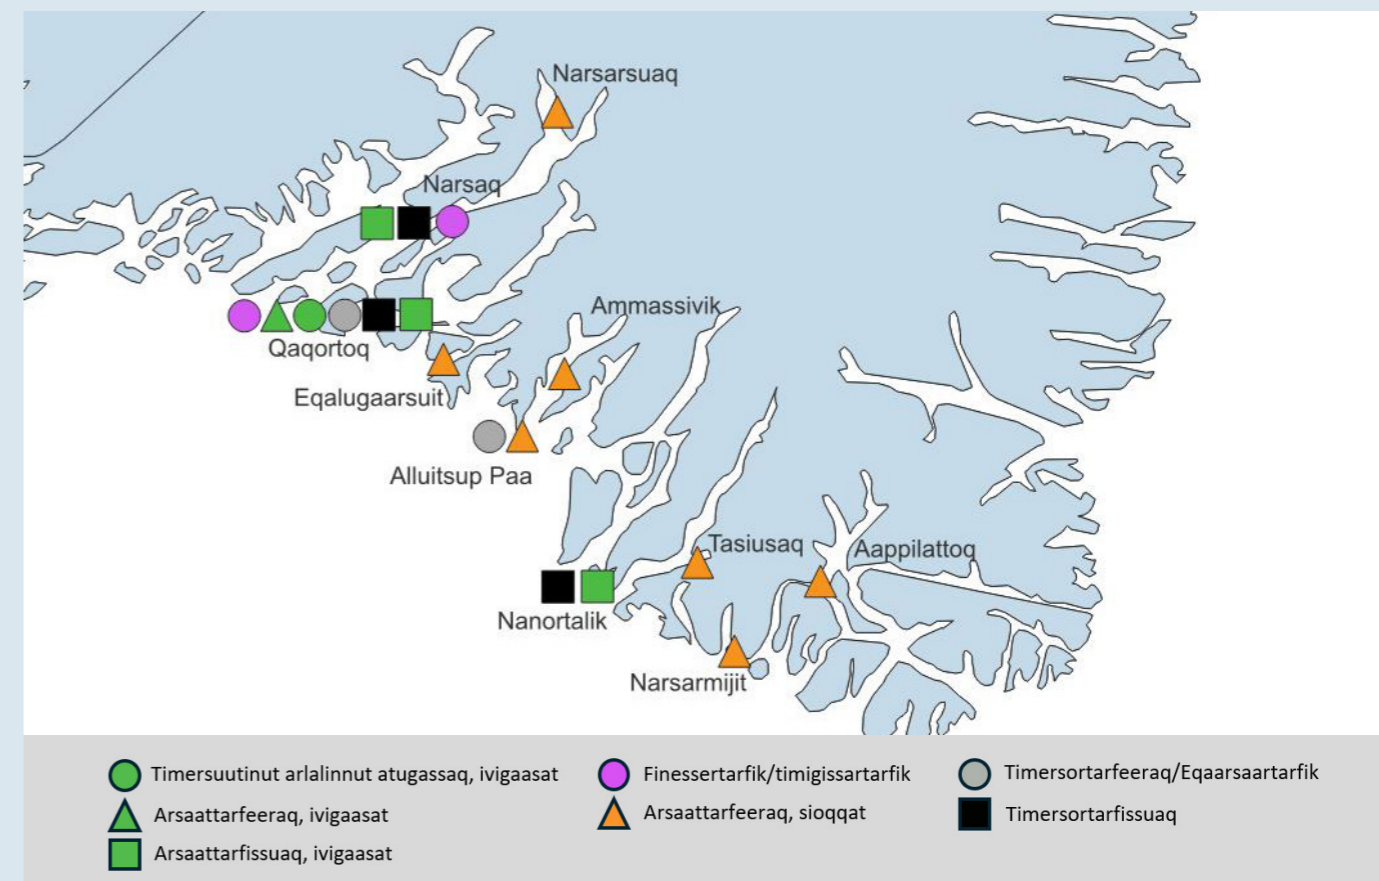 Narsarsuaq
Narsaq
Ammassivik
Qaqortoq
Eqalugaarsuit
Alluitsup Paa
Tasiusaq
Aappilattoq
Nanortalik
Narsarmijit
Timersuutinut arlalinnut atugassaq, ivigaasat
Arsaattarfeeraq, ivigaasat
Arsaattarfissuaq, ivigaasat
Finessertarfik/timigissartarfik
Arsaattarfeeraq, sioqqat
Timersortarfeeraq/Eqaarsaartarfik
Timersortarfissuaq